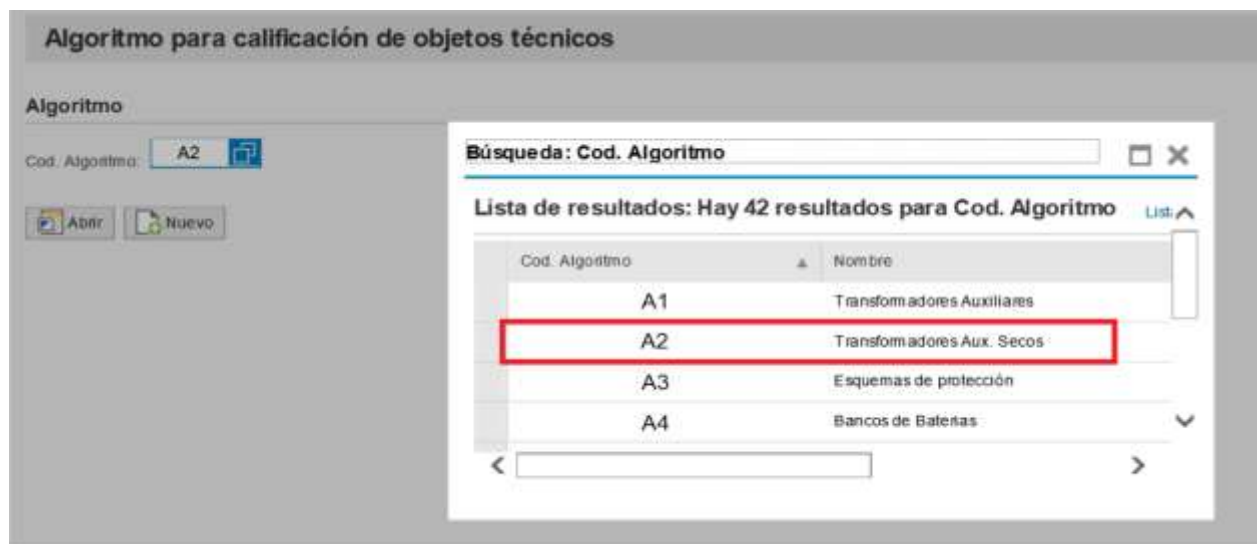 Algoritmo para calificación de objetos técnicos
Algoritmo
Cod. Algoritmo: A2
Abrir Nuevo
Búsqueda: Cod. Algoritmo
Lista de resultados: Hay 42 resultados para Cod. Algoritmo List
Cod. Algoritmo Nombre
A1 Transformadores Auxiliares
A2 Transformadores Aux. Secos
A3 Esquemas de protección
A4 Bancos de Baterias